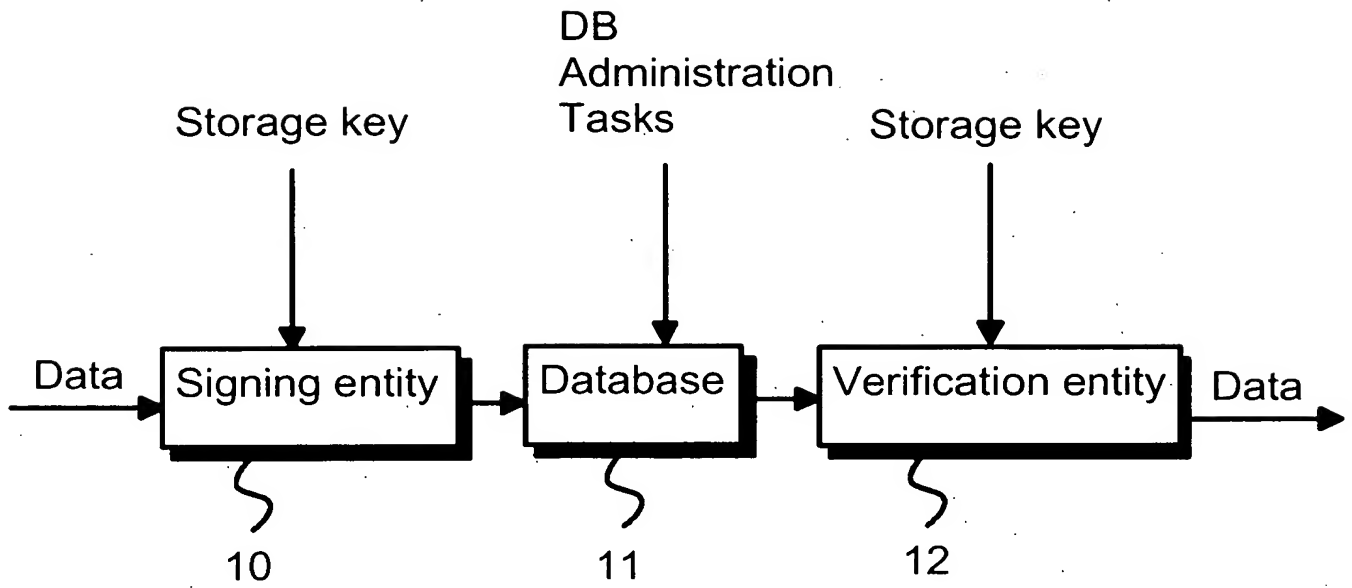 DB
Administration
Tasks
Storage key
Storage key
Data
Signing entity
Database
Verification entity
Data
10
11
12